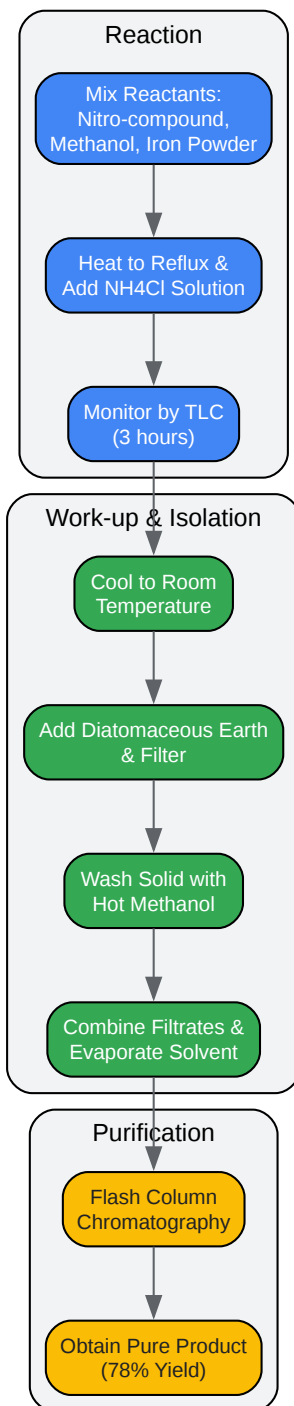 Reaction
Mix Reactants:
Nitro-compound,
Methanol, Iron Powder
Heat to Reflux &
Add NH4Cl Solution
Monitor by TLC
(3 hours)
Work-up & Isolation
Cool to Room
Temperature
Add Diatomaceous Earth
& Filter
Wash Solid with
Hot Methanol
Combine Filtrates &
Evaporate Solvent
Purification
Flash Column
Chromatography
Obtain Pure Product
(78% Yield)